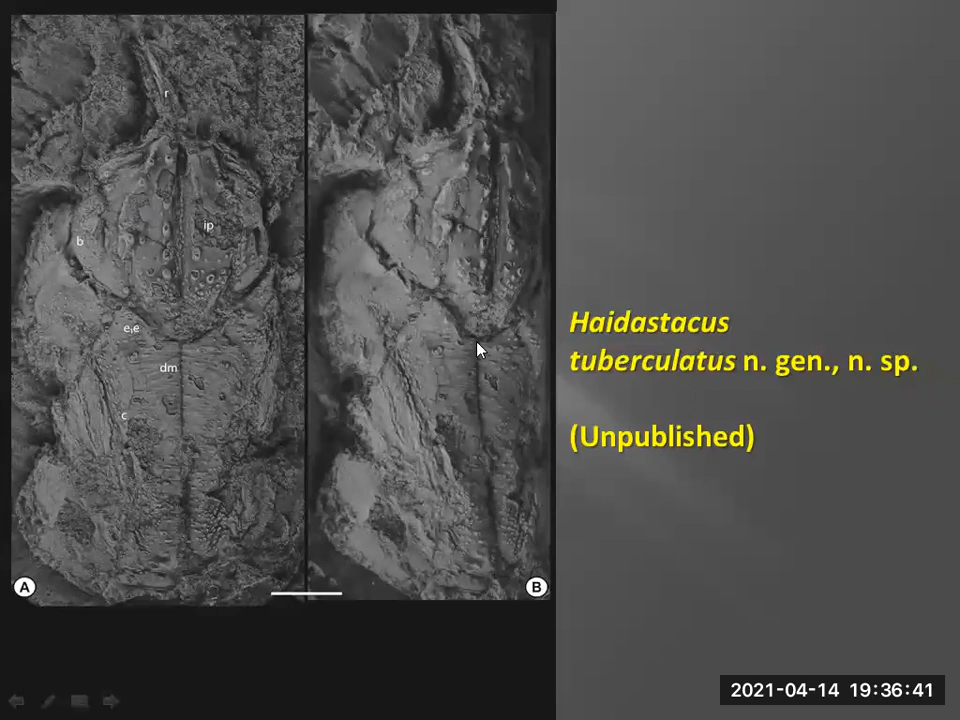 r
ip
b
e₁e
dm
c
A
B
Haidastacus
tuberculatus n. gen., n. sp.
(Unpublished)
2021-04-14 19:36:41